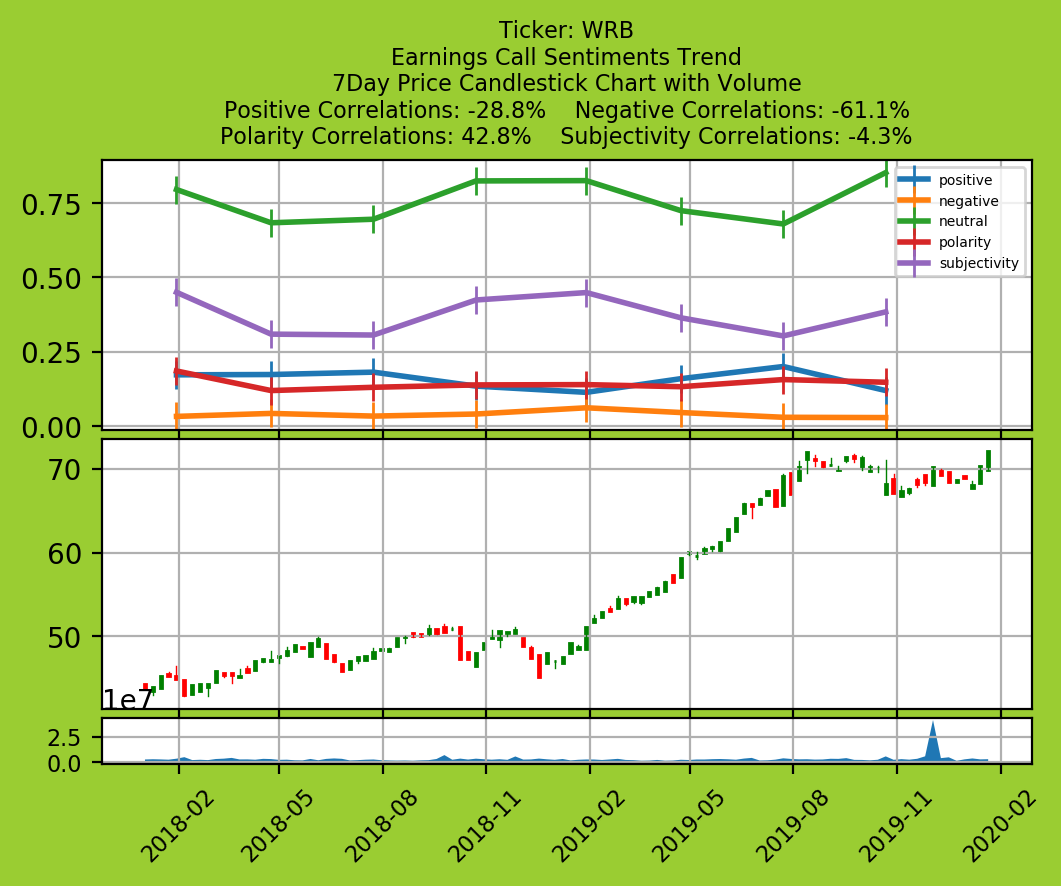 Ticker: WRB
Earnings Call Sentiments Trend
7Day Price Candlestick Chart with Volume
Positive Correlations: -28.8%    Negative Correlations: -61.1%
Polarity Correlations: 42.8%    Subjectivity Correlations: -4.3%
0.75
0.50
0.25
0.00
positive
negative
neutral
polarity
subjectivity
70
60
50
1e7
2.5
0.0
2018-02
2018-05
2018-08
2018-11
2019-02
2019-05
2019-08
2019-11
2020-02